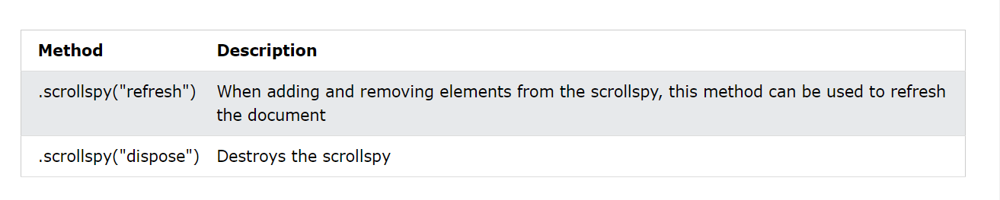 Method Description
.scrollspy("refresh") When adding and removing elements from the scrollspy, this method can be used to refresh
the document
.scrollspy("dispose") Destroys the scrollspy